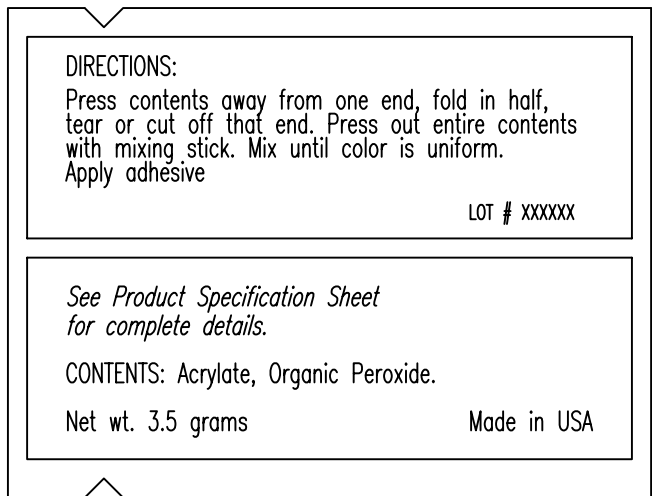 DIRECTIONS:
Press contents away from one end, fold in half,
tear or cut off that end. Press out entire contents
with mixing stick. Mix until color is uniform.
Apply adhesive
LOT # XXXXXX
See Product Specification Sheet
for complete details.
CONTENTS: Acrylate, Organic Peroxide.
Net wt. 3.5 grams Made in USA